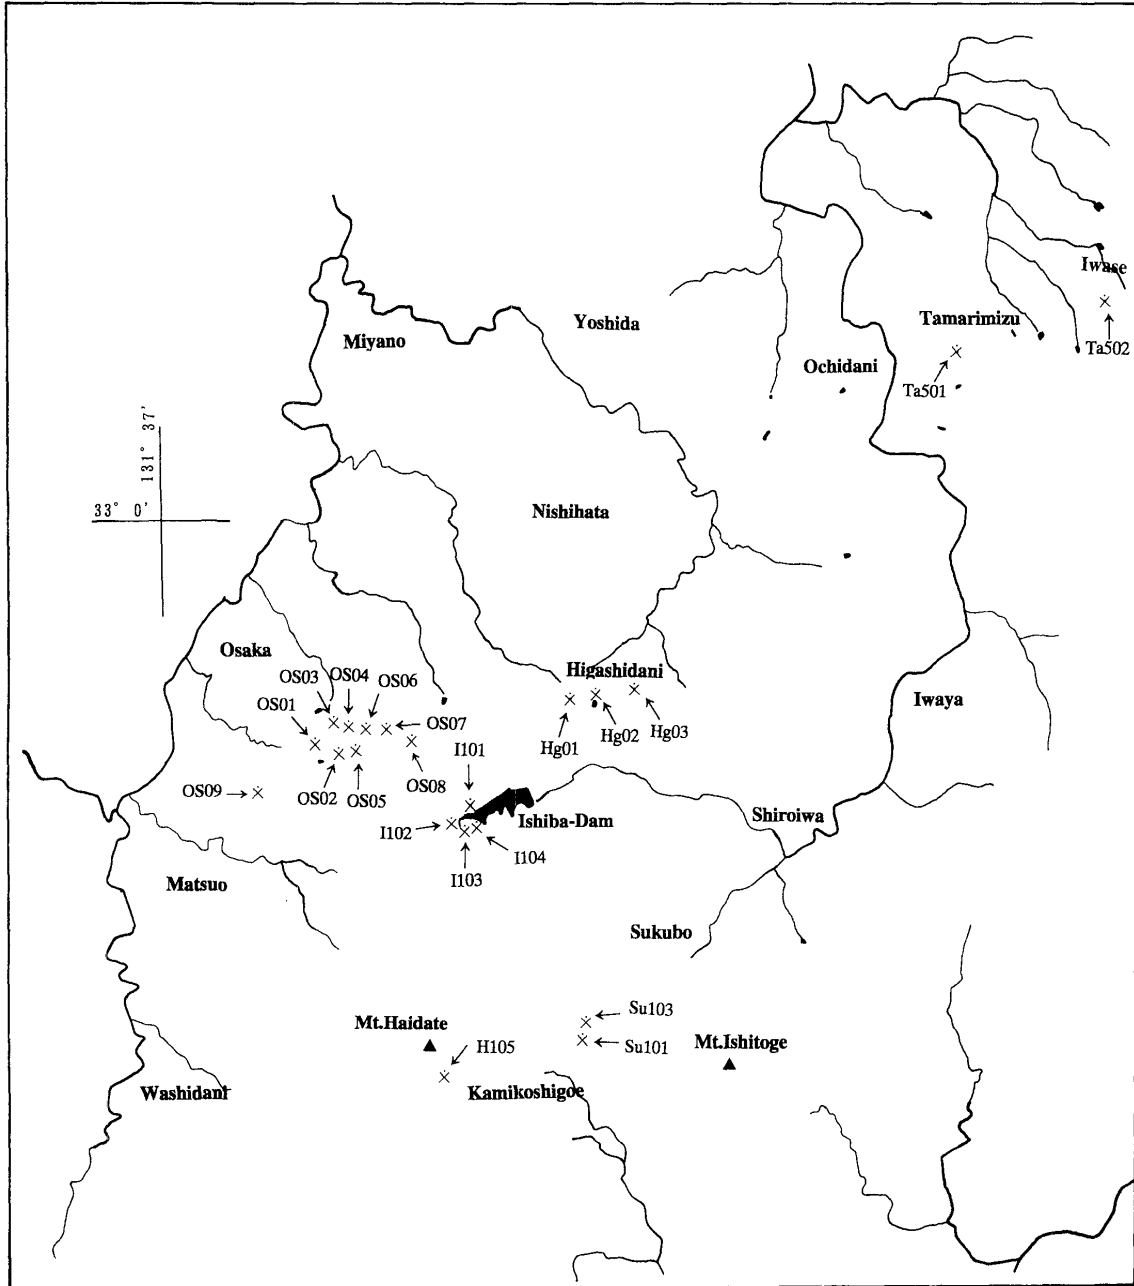 Iwase
Yoshida
Tamarimizu
Miyano
Ta502
Ochidani
Ta501
131° 37'
33° 0'
Nishihata
Osaka
OS03
OS04
OS06
Higashidani
OS01
OS07
Iwaya
Hg01
Hg02
Hg03
I101
OS09
OS02
OS05
OS08
Ishiba-Dam
Shiroiwa
I102
I104
I103
Matsuo
Sukubo
Su103
Mt.Haidate
H105
Su101
Mt.Ishitoge
Washidani
Kamikoshigoe